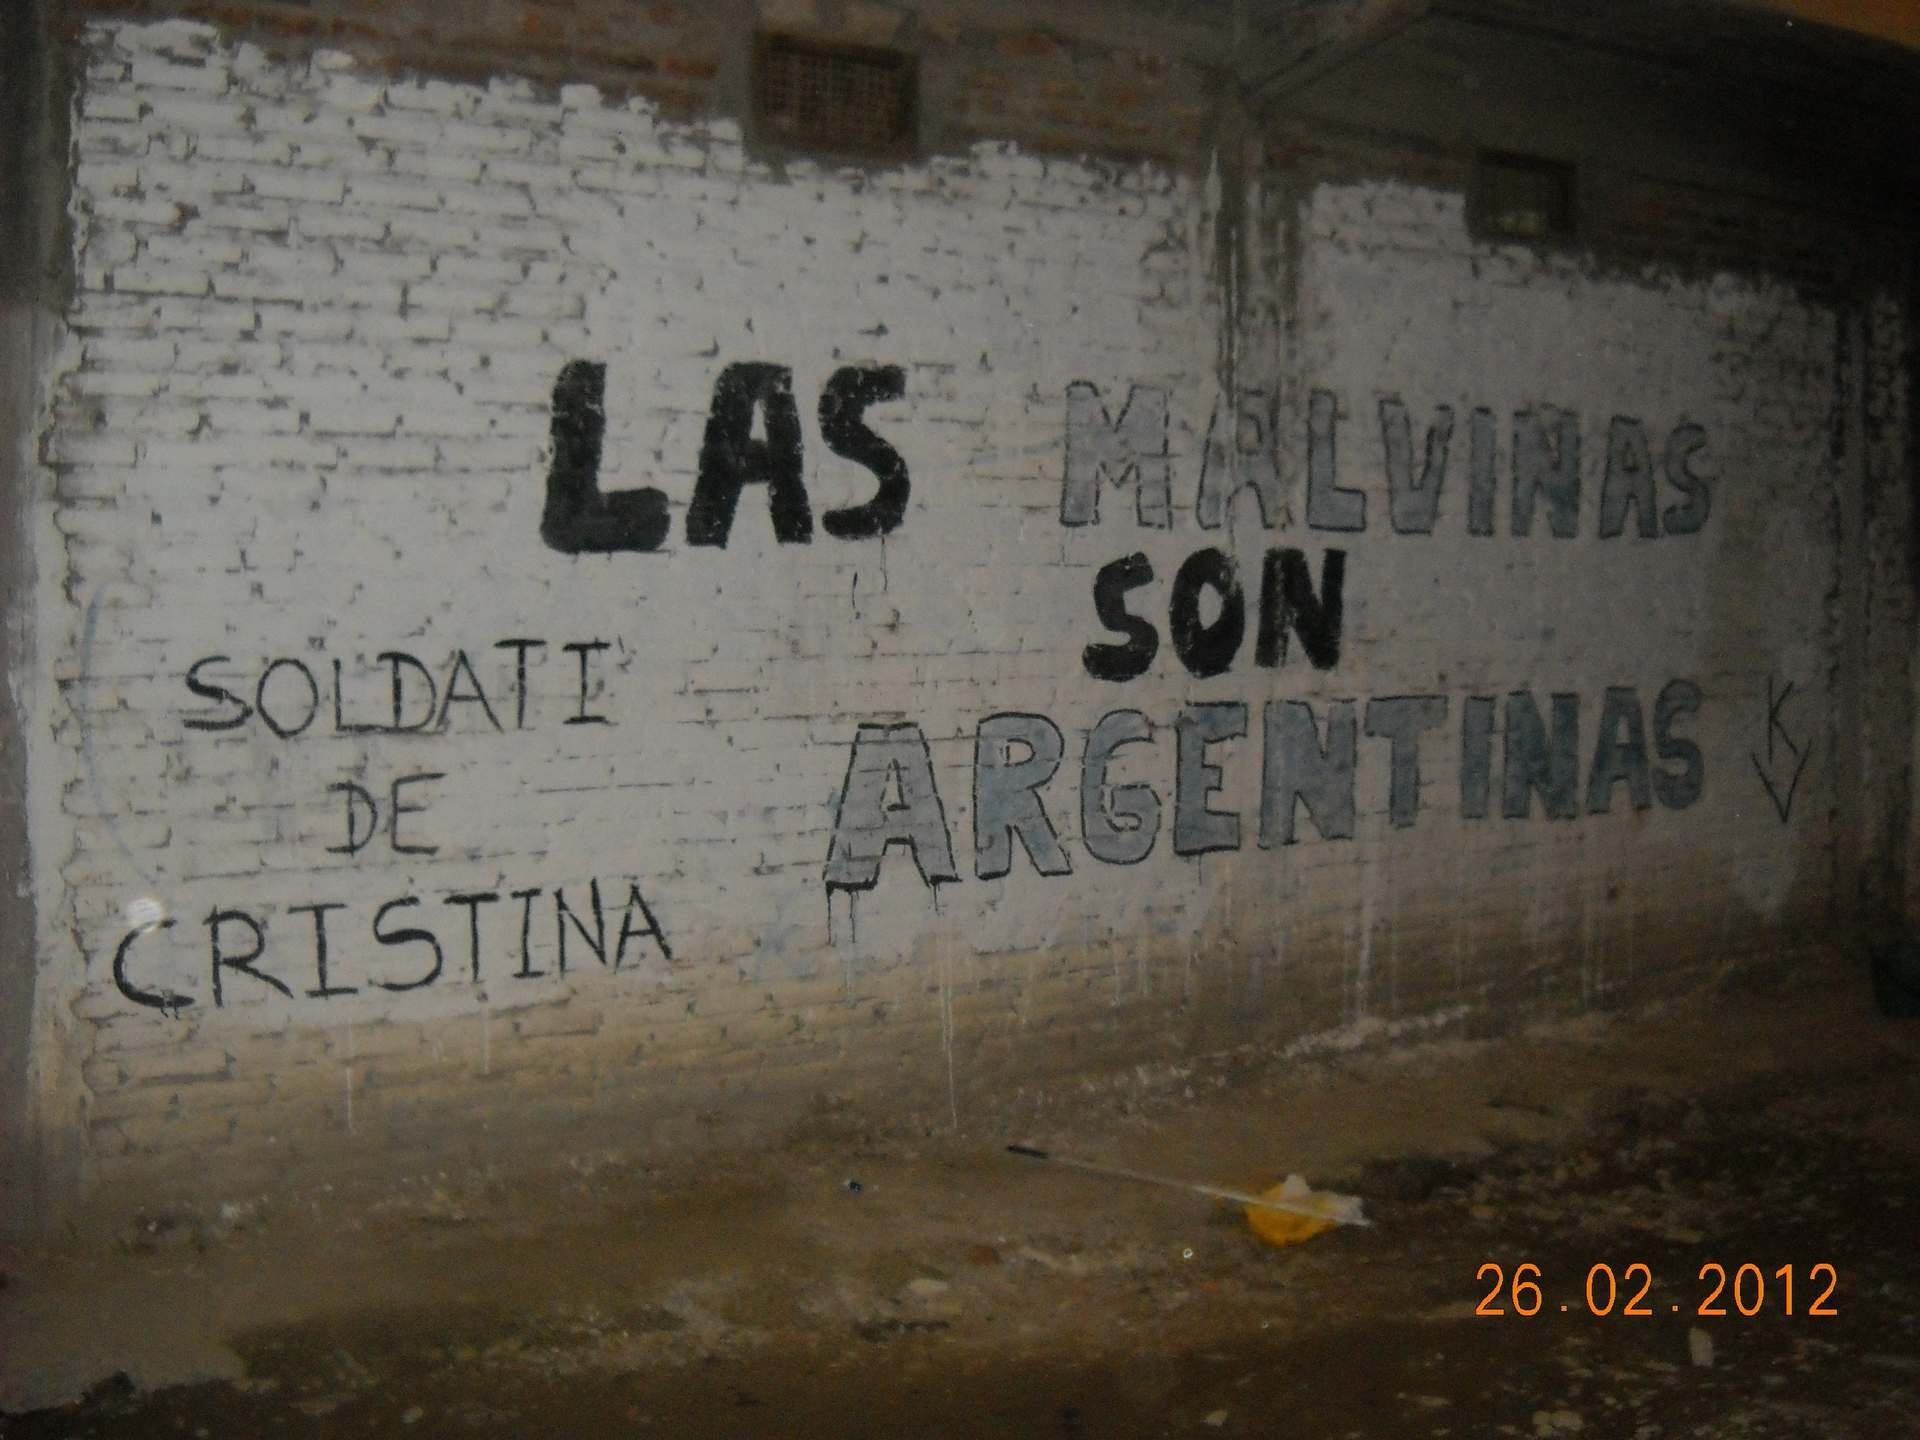 LAS MALVINAS
SON
ARGENTINAS
K
SOLDATI
DE
CRISTINA
26.02.2012